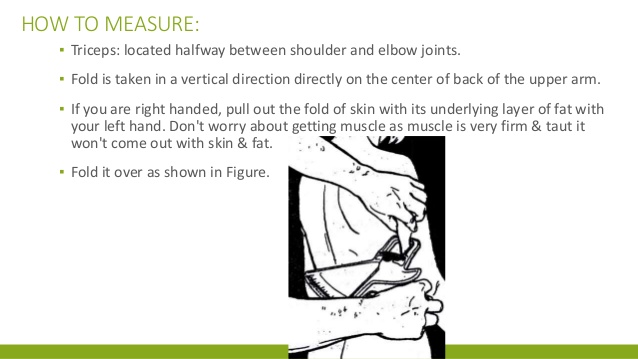 HOW TO MEASURE:
▪ Triceps: located halfway between shoulder and elbow joints.
▪ Fold is taken in a vertical direction directly on the center of back of the upper arm.
▪ If you are right handed, pull out the fold of skin with its underlying layer of fat with
your left hand. Don't worry about getting muscle as muscle is very firm & taut it
won't come out with skin & fat.
▪ Fold it over as shown in Figure.